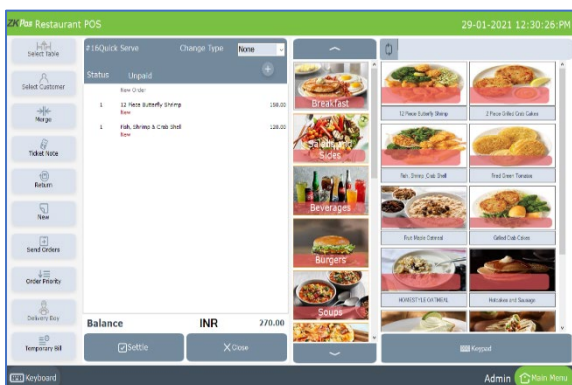 ZKPos Restaurant POS
29-01-2021 12:30:26:PM
Select Table
Select Customer
Merge
Ticket Note
Return
New
Send Orders
Order Priority
Delivery Boy
Temporary Bill
#16Quick Serve
Change Type
None
Status
Unpaid
New Order
1 12 Piece Butterfly Shrimp
New
1 Fish, Shrimp & Crab Shell 120.00
New
Balance INR 270.00
Settle
Close
Breakfast
Sides
Beverages
Burgers
Soups
12 Piece Butterfly Shrimp
2 Piece Grilled Crab Cakes
Fish, Shrimp, Crab Shell
Fried Green Tomatoes
Grilled Crab Cakes
HOMESTYLE OATMEAL
Hotcakes and Sausage
Keypad
Keyboard
Admin
Main Menu